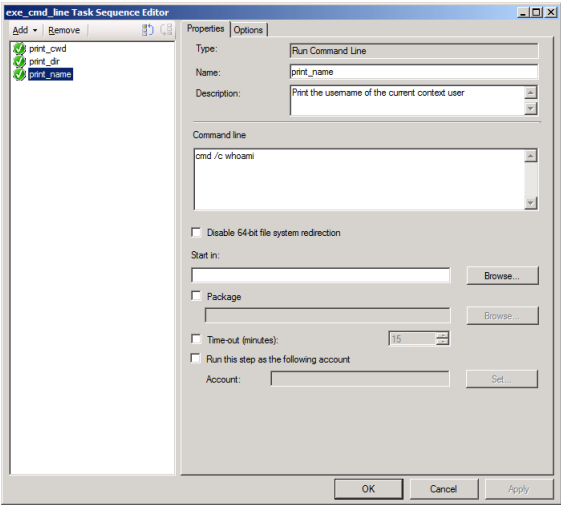 exe_cmd_line Task Sequence Editor
Add Remove
print_cwd
print_dir
print_name
Properties Options
Type: Run Command Line
Name: print_name
Description: Print the username of the current context user
Command line
cmd /c whoami
Disable 64-bit file system redirection
Start in:
Browse...
Package
Browse...
Time-out (minutes): 15
Run this step as the following account
Account: Set...
OK Cancel Apply